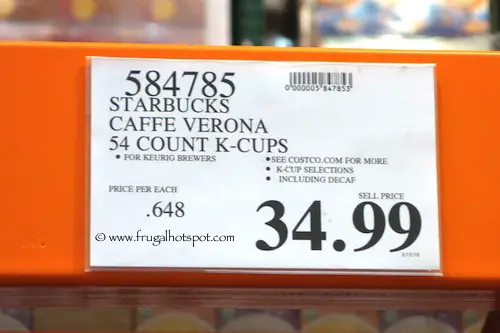 584785
0"000005"847853"
STARBUCKS
CAFFE VERONA
54 COUNT K-CUPS
• FOR KEURIG BREWERS
• SEE COSTCO.COM FOR MORE
• K-CUP SELECTIONS
• INCLUDING DECAF
PRICE PER EACH
.648
SELL PRICE
34.99
© www.frugalhotspot.com